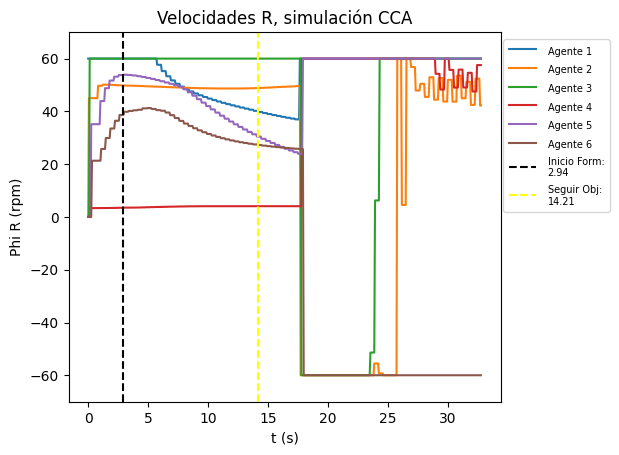 Velocidades R, simulación CCA
Phi R (rpm)
60
40
20
0
−20
−40
−60
0
5
10
15
20
25
30
t (s)
Agente 1
Agente 2
Agente 3
Agente 4
Agente 5
Agente 6
Inicio Form:
2.94
Seguir Obj:
14.21